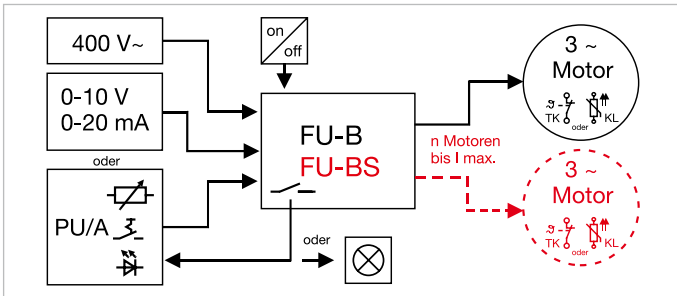 400 V~
on
off
0-10 V
0-20 mA
oder
PU/A
FU-B
FU-BS
oder
n Motoren
bis I max.
3 ~
Motor
ϑ
TK
oder
KL
3 ~
Motor
ϑ
TK
oder
KL